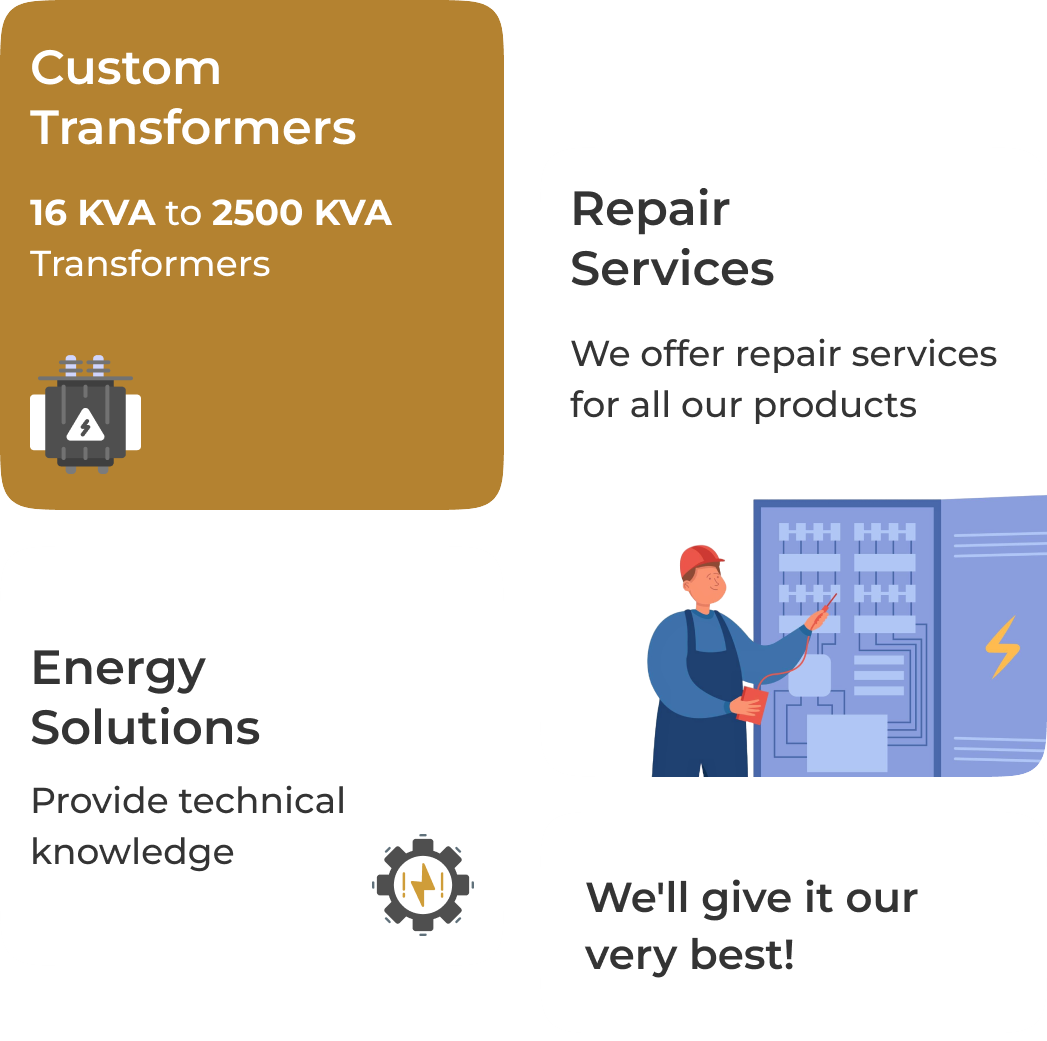 Custom
Transformers
16 KVA to 2500 KVA
Transformers
Repair
Services
We offer repair services
for all our products
Energy
Solutions
Provide technical
knowledge
We'll give it our
very best!